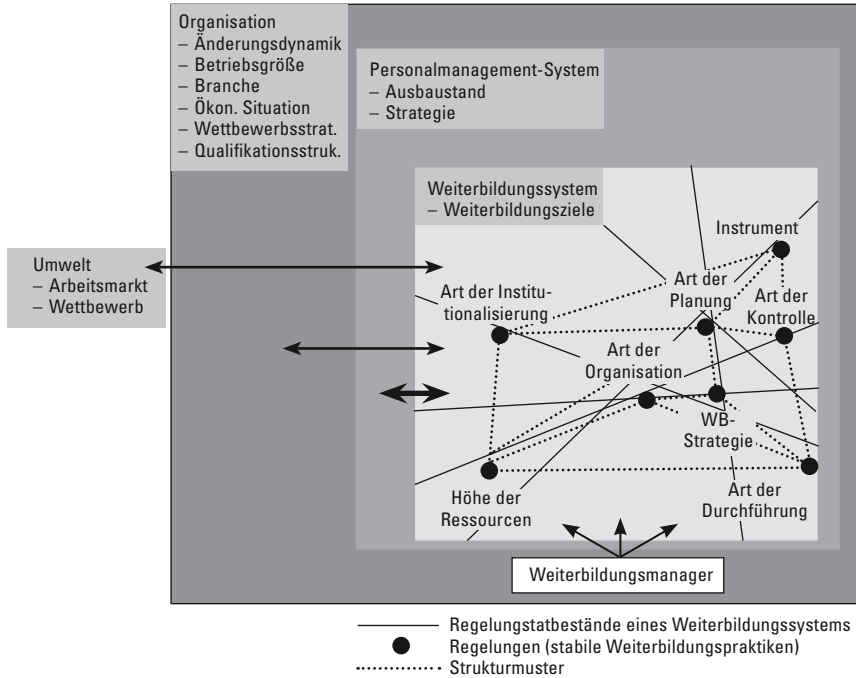 Organisation
– Änderungsdynamik
– Betriebsgröße
– Branche
– Ökon. Situation
– Wettbewerbsstrat.
– Qualifikationsstruk.
Personalmanagement-System
– Ausbaustand
– Strategie
Weiterbildungssystem
– Weiterbildungsziele
Umwelt
– Arbeitsmarkt
– Wettbewerb
Instrument
Art der Institu-
tionalisierung
Art der
Planung
Art der
Kontrolle
Art der
Organisation
WB-
Strategie
Höhe der
Ressourcen
Art der
Durchführung
Weiterbildungsmanager
Regelungstatbestände eines Weiterbildungssystems
Regelungen (stabile Weiterbildungspraktiken)
Strukturmuster